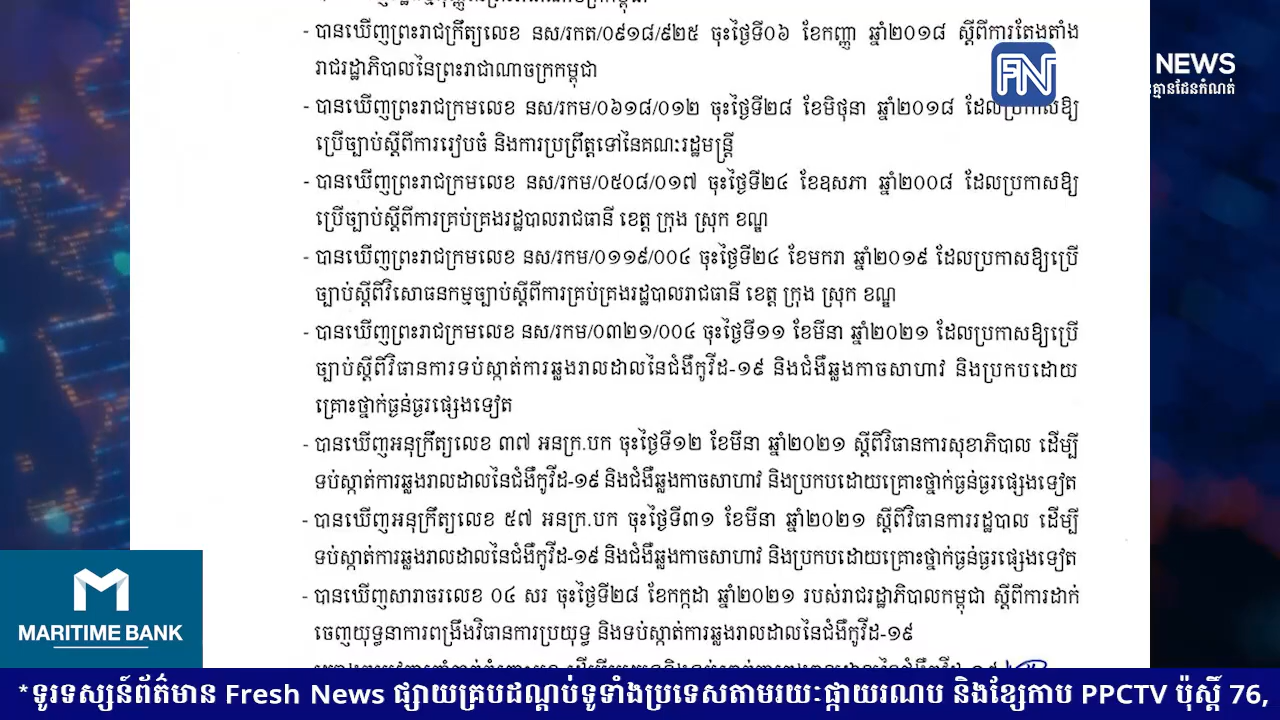 - បានឃើញព្រះរាជក្រឹត្យលេខ នស/រកត/០៩១៨/៩២៥ ចុះថ្ងៃទី០៦ ខែកញ្ញា ឆ្នាំ២០១៨ ស្តីពីការតែងតាំង
រាជរដ្ឋាភិបាលនៃព្រះរាជាណាចក្រកម្ពុជា
FN NEWS
- បានឃើញព្រះរាជក្រមលេខ នស/រកម/០៦១៨/០១២ ចុះថ្ងៃទី២៨ ខែមិថុនា ឆ្នាំ២០១៨ ដែលប្រកាសឱ្យ
ប្រើច្បាប់ស្តីពីការរៀបចំ និងការប្រព្រឹត្តទៅនៃគណៈរដ្ឋមន្ត្រី
- បានឃើញព្រះរាជក្រមលេខ នស/រកម/០៥០៨/០១៧ ចុះថ្ងៃទី២៤ ខែឧសភា ឆ្នាំ២០០៨ ដែលប្រកាសឱ្យ
ប្រើច្បាប់ស្តីពីការគ្រប់គ្រងរដ្ឋបាលរាជធានី ខេត្ត ក្រុង ស្រុក ខណ្ឌ
- បានឃើញព្រះរាជក្រមលេខ នស/រកម/០១១៩/០០៤ ចុះថ្ងៃទី២៤ ខែមករា ឆ្នាំ២០១៩ ដែលប្រកាសឱ្យប្រើ
ច្បាប់ស្តីពីវិសោធនកម្មច្បាប់ស្តីពីការគ្រប់គ្រងរដ្ឋបាលរាជធានី ខេត្ត ក្រុង ស្រុក ខណ្ឌ
- បានឃើញព្រះរាជក្រមលេខ នស/រកម/០៣២១/០០៤ ចុះថ្ងៃទី១១ ខែមីនា ឆ្នាំ២០២១ ដែលប្រកាសឱ្យប្រើ
ច្បាប់ស្តីពីវិធានការទប់ស្កាត់ការឆ្លងរាលដាលនៃជំងឺកូវីដ-១៩ និងជំងឺឆ្លងកាចសាហាវ និងប្រកបដោយ
គ្រោះថ្នាក់ធ្ងន់ធ្ងរផ្សេងទៀត
- បានឃើញអនុក្រឹត្យលេខ ៣៧ អនក្រ.បក ចុះថ្ងៃទី១២ ខែមីនា ឆ្នាំ២០២១ ស្តីពីវិធានការសុខាភិបាល ដើម្បី
ទប់ស្កាត់ការឆ្លងរាលដាលនៃជំងឺកូវីដ-១៩ និងជំងឺឆ្លងកាចសាហាវ និងប្រកបដោយគ្រោះថ្នាក់ធ្ងន់ធ្ងរផ្សេងទៀត
- បានឃើញអនុក្រឹត្យលេខ ៥៧ អនក្រ.បក ចុះថ្ងៃទី៣១ ខែមីនា ឆ្នាំ២០២១ ស្តីពីវិធានការរដ្ឋបាល ដើម្បី
ទប់ស្កាត់ការឆ្លងរាលដាលនៃជំងឺកូវីដ-១៩ និងជំងឺឆ្លងកាចសាហាវ និងប្រកបដោយគ្រោះថ្នាក់ធ្ងន់ធ្ងរផ្សេងទៀត
- បានឃើញសារាចរលេខ ០៤ សរ ចុះថ្ងៃទី២៨ ខែកក្កដា ឆ្នាំ២០២១ របស់រាជរដ្ឋាភិបាលកម្ពុជា ស្តីពីការដាក់
ចេញយុទ្ធនាការពង្រឹងវិធានការប្រយុទ្ធ និងទប់ស្កាត់ការឆ្លងរាលដាលនៃជំងឺកូវីដ-១៩
MARITIME BANK
*ទូរទស្សន៍ព័ត៌មាន Fresh News ផ្សាយគ្របដណ្តប់ទូទាំងប្រទេសតាមរយៈផ្កាយរណប និងខ្សែកាប PPCTV ប៉ុស្តិ៍ 76,